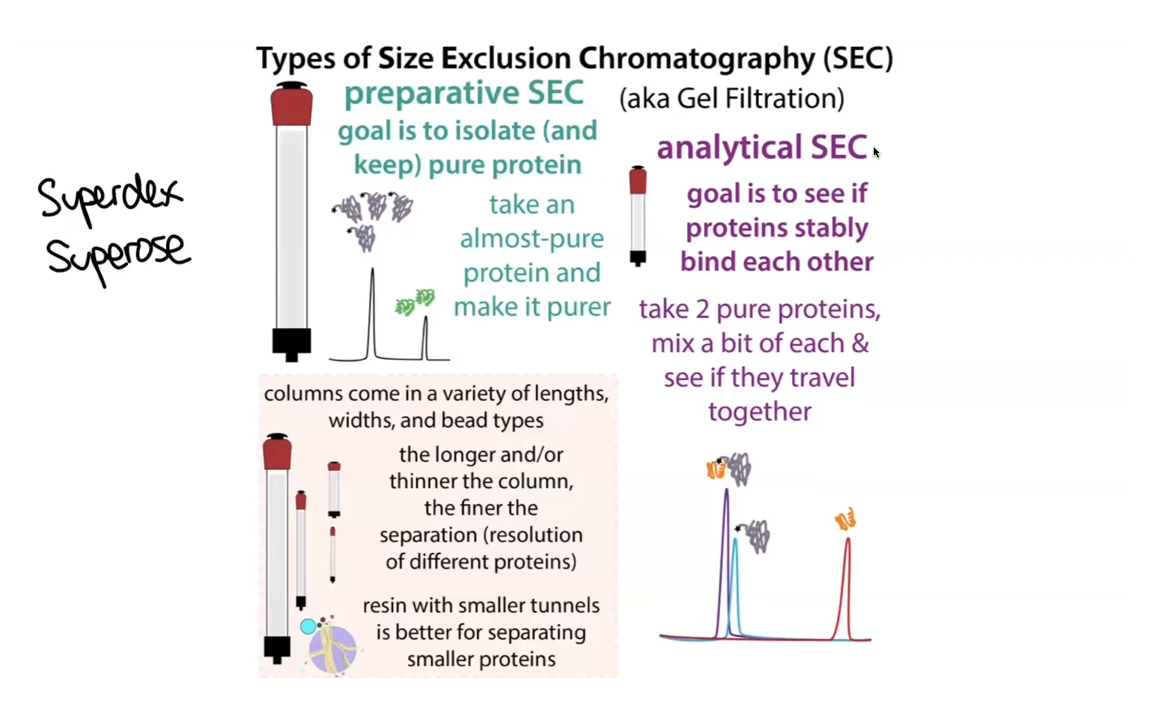 Types of Size Exclusion Chromatography (SEC)
(aka Gel Filtration)
Superdex
Superose
preparative SEC
goal is to isolate (and
keep) pure protein
take an
almost-pure
protein and
make it purer
analytical SEC
goal is to see if
proteins stably
bind each other
take 2 pure proteins,
mix a bit of each &
see if they travel
together
columns come in a variety of lengths,
widths, and bead types
the longer and/or
thinner the column,
the finer the
separation (resolution
of different proteins)
resin with smaller tunnels
is better for separating
smaller proteins